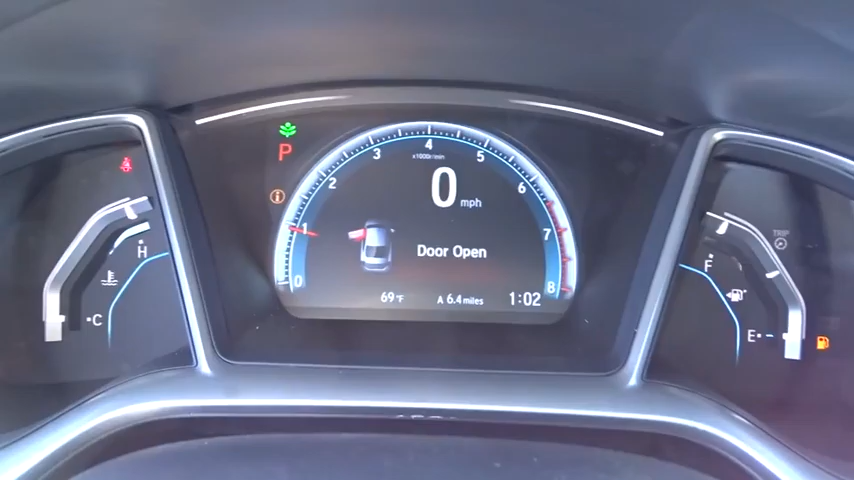 P
4
x1000r/min
3
5
2
6
0 mph
1
7
Door Open
0
8
69°F
A 6.4 miles
1:02
H
C
TRIP
F
E